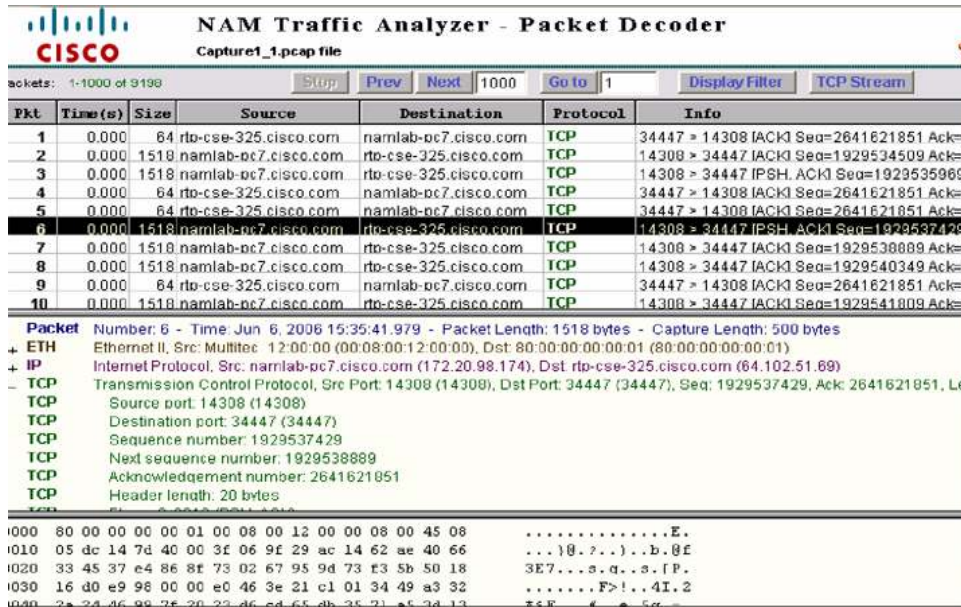 CISCO
NAM Traffic Analyzer - Packet Decoder
Capture1_1.pcap file
ackets: 1-1000 of 9198 Stop Prev Next 1000 Go to 1 Display Filter TCP Stream
Pkt Time(s) Size Source Destination Protocol Info
1 0.000 64 rtp-cse-325.cisco.com namlab-pc7.cisco.com TCP 34447 > 14308 [ACK] Seq=2641621851 Ack=
2 0.000 1518 namlab-pc7.cisco.com rtp-cse-325.cisco.com TCP 14308 > 34447 [ACK] Seq=1929534509 Ack=
3 0.000 1518 namlab-pc7.cisco.com rtp-cse-325.cisco.com TCP 14308 > 34447 [PSH, ACK] Seq=1929535969
4 0.000 64 rtp-cse-325.cisco.com namlab-pc7.cisco.com TCP 34447 > 14308 [ACK] Seq=2641621851 Ack=
5 0.000 64 rtp-cse-325.cisco.com namlab-pc7.cisco.com TCP 34447 > 14308 [ACK] Seq=2641621851 Ack=
6 0.000 1518 namlab-pc7.cisco.com rtp-cse-325.cisco.com TCP 14308 > 34447 [PSH, ACK] Seq=1929537429
7 0.000 1518 namlab-pc7.cisco.com rtp-cse-325.cisco.com TCP 14308 > 34447 [ACK] Seq=1929538889 Ack=
8 0.000 1518 namlab-pc7.cisco.com rtp-cse-325.cisco.com TCP 14308 > 34447 [ACK] Seq=1929540349 Ack=
9 0.000 64 rtp-cse-325.cisco.com namlab-pc7.cisco.com TCP 34447 > 14308 [ACK] Seq=2641621851 Ack=
10 0.000 1518 namlab-pc7.cisco.com rtp-cse-325.cisco.com TCP 14308 > 34447 [ACK] Seq=1929541809 Ack=
Packet Number: 6 - Time: Jun 6, 2006 15:35:41.979 - Packet Length: 1518 bytes - Capture Length: 500 bytes
+ ETH Ethernet II, Src: Multitec_12:00:00 (00:08:00:12:00:00), Dst: 80:00:00:00:00:01 (80:00:00:00:00:01)
+ IP Internet Protocol, Src: namlab-pc7.cisco.com (172.20.98.174), Dst: rtp-cse-325.cisco.com (64.102.51.69)
- TCP Transmission Control Protocol, Src Port: 14308 (14308), Dst Port: 34447 (34447), Seq: 1929537429, Ack: 2641621851, Le
TCP Source port: 14308 (14308)
TCP Destination port: 34447 (34447)
TCP Sequence number: 1929537429
TCP Next sequence number: 1929538889
TCP Acknowledgement number: 2641621851
TCP Header length: 20 bytes
0000 80 00 00 00 00 01 00 08 00 12 00 00 08 00 45 08 ..............E.
0010 05 dc 14 7d 40 00 3f 06 9f 29 ac 14 62 ae 40 66 ...}@.?..)..b.@f
0020 33 45 37 e4 86 8f 73 02 67 95 9d 73 f3 5b 50 18 3E7...s.g..s.[P.
0030 16 d0 e9 98 00 00 e0 46 3e 21 c1 01 34 49 a3 32 .......F>!..4I.2